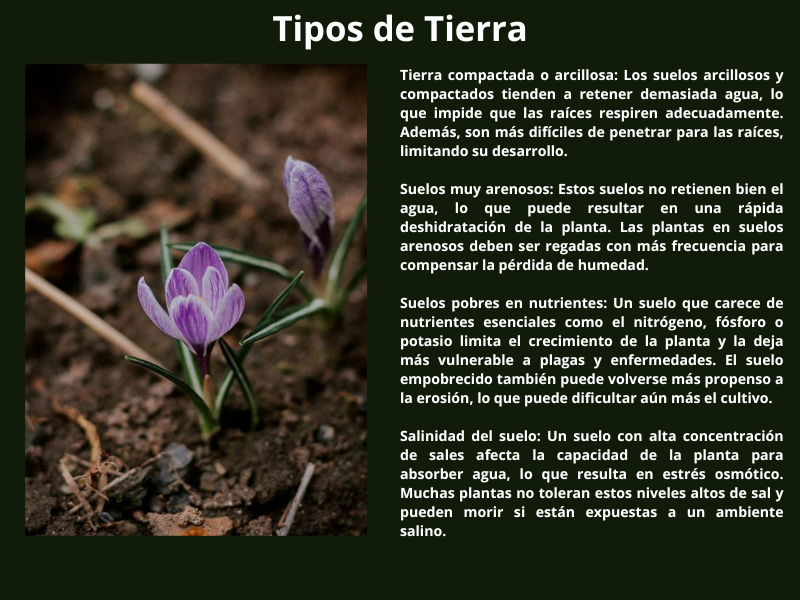 Tipos de Tierra
Tierra compactada o arcillosa: Los suelos arcillosos y
compactados tienden a retener demasiada agua, lo
que impide que las raíces respiren adecuadamente.
Además, son más difíciles de penetrar para las raíces,
limitando su desarrollo.
Suelos muy arenosos: Estos suelos no retienen bien el
agua, lo que puede resultar en una rápida
deshidratación de la planta. Las plantas en suelos
arenosos deben ser regadas con más frecuencia para
compensar la pérdida de humedad.
Suelos pobres en nutrientes: Un suelo que carece de
nutrientes esenciales como el nitrógeno, fósforo o
potasio limita el crecimiento de la planta y la deja
más vulnerable a plagas y enfermedades. El suelo
empobrecido también puede volverse más propenso a
la erosión, lo que puede dificultar aún más el cultivo.
Salinidad del suelo: Un suelo con alta concentración
de sales afecta la capacidad de la planta para
absorber agua, lo que resulta en estrés osmótico.
Muchas plantas no toleran estos niveles altos de sal y
pueden morir si están expuestas a un ambiente
salino.